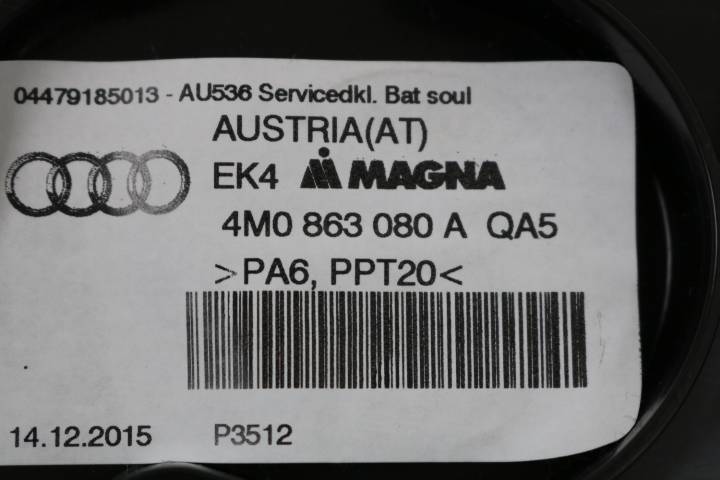 04479185013 - AU536 Servicedkl. Bat soul
AUSTRIA(AT)
EK4 MAGNA
4M0 863 080 A QA5
>PA6, PPT20<
14.12.2015 P3512